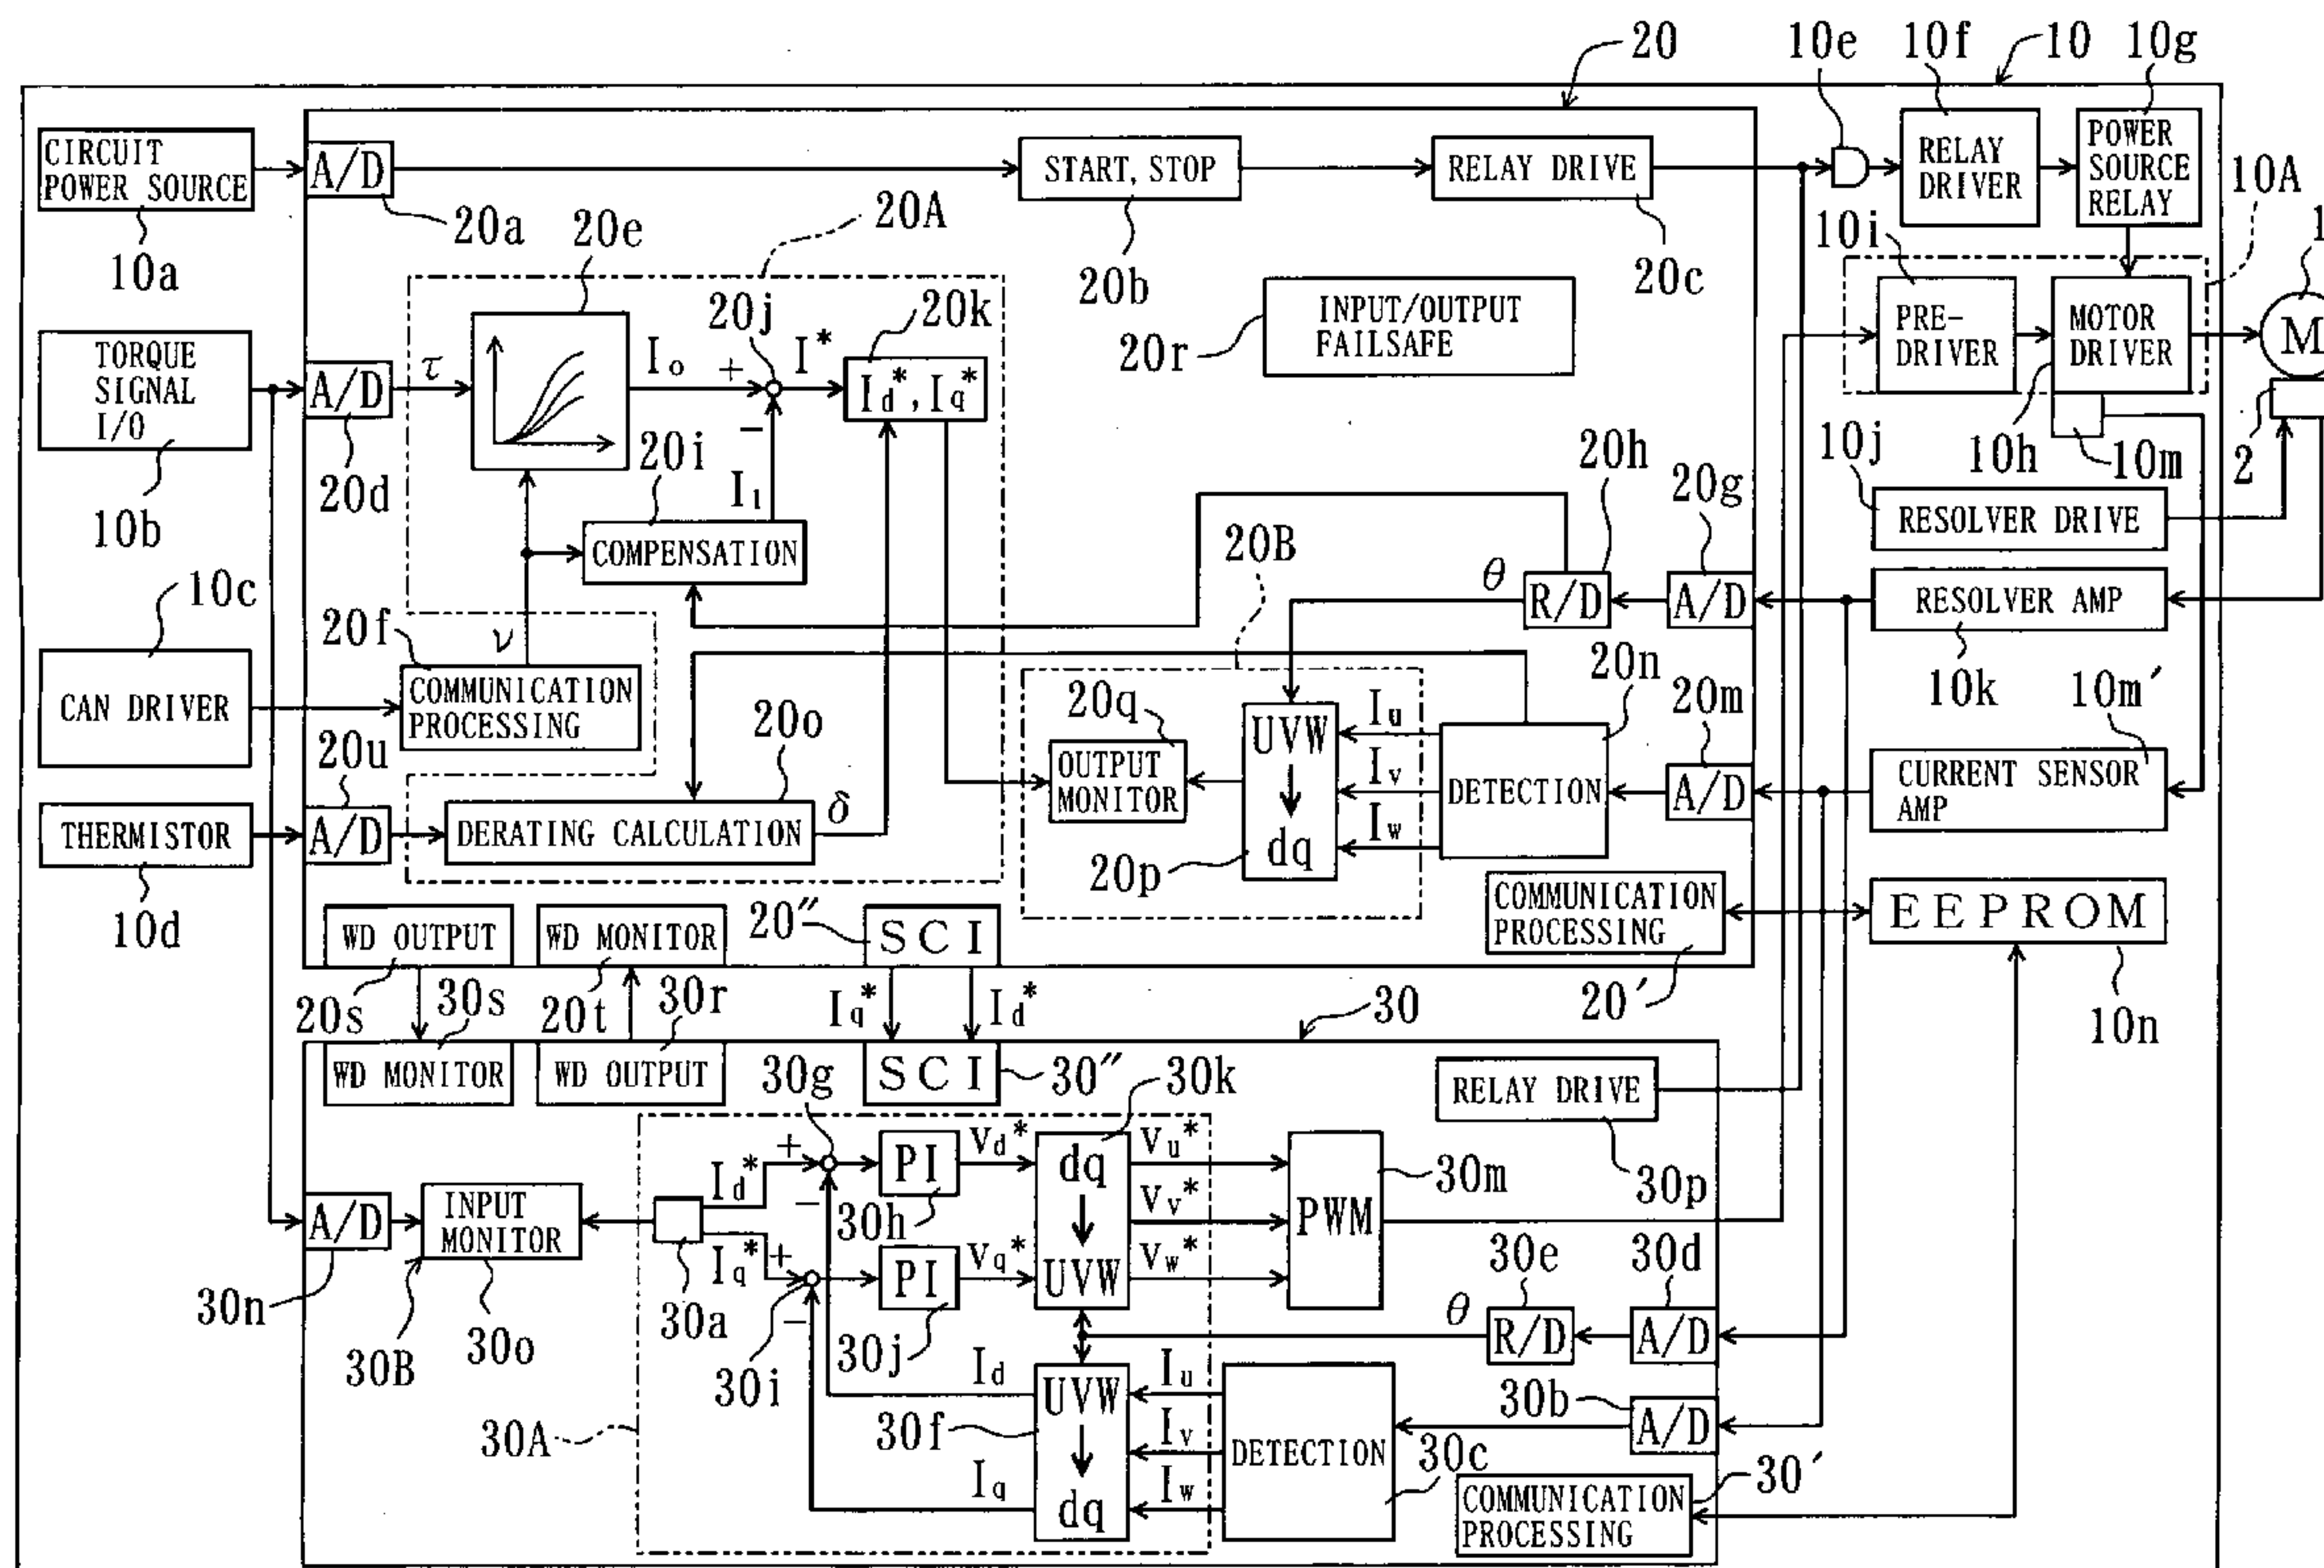 20
10e
10f
10
10g
CIRCUIT
POWER SOURCE
A/D
START, STOP
RELAY DRIVE
RELAY
DRIVER
POWER
SOURCE
RELAY
10A
10a
20a
20e
20A
20b
20c
10i
1
TORQUE
SIGNAL
I/O
A/D
τ
Io
+
20j
I*
20k
Id*, Iq*
INPUT/OUTPUT
FAILSAFE
20r
PRE-
DRIVER
MOTOR
DRIVER
M
2
10b
20d
20i
I1
−
20h
20g
10j
10h
10m
COMPENSATION
RESOLVER DRIVE
10c
20f
ν
20B
θ
R/D
A/D
RESOLVER AMP
CAN DRIVER
COMMUNICATION
PROCESSING
20n
20m
10k
10m′
20u
20o
20q
OUTPUT
MONITOR
UVW
dq
20p
Iu
Iv
Iw
DETECTION
A/D
CURRENT SENSOR
AMP
THERMISTOR
A/D
DERATING CALCULATION
δ
10d
WD OUTPUT
WD MONITOR
20″
SCI
COMMUNICATION
PROCESSING
EEPROM
20s
30s
20t
30r
Iq*
Id*
30
20′
10n
WD MONITOR
WD OUTPUT
SCI
30″
30g
30k
RELAY DRIVE
30p
A/D
INPUT
MONITOR
Id*
Iq*
+
−
+
−
PI
Vd*
30h
PI
Vq*
dq
UVW
Vu*
Vv*
Vw*
PWM
30m
30n
30B
30o
30a
30i
30j
θ
30e
R/D
30d
A/D
30A
Id
Iq
30f
UVW
dq
Iu
Iv
Iw
DETECTION
30c
30b
A/D
30′
COMMUNICATION
PROCESSING